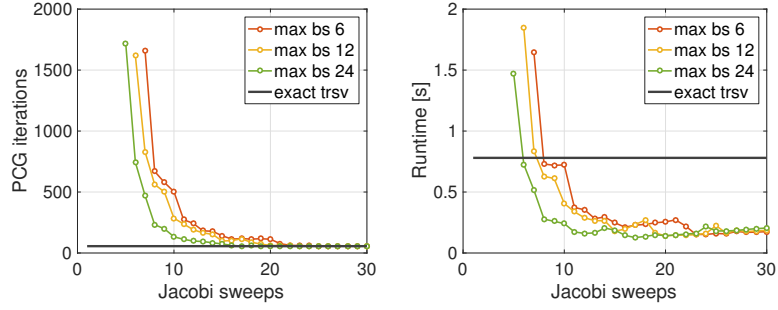 2000
1500
1000
500
0
PCG iterations
max bs 6
max bs 12
max bs 24
exact trsv
0 10 20 30
Jacobi sweeps
2
1.5
1
0.5
0
Runtime [s]
max bs 6
max bs 12
max bs 24
exact trsv
0 10 20 30
Jacobi sweeps